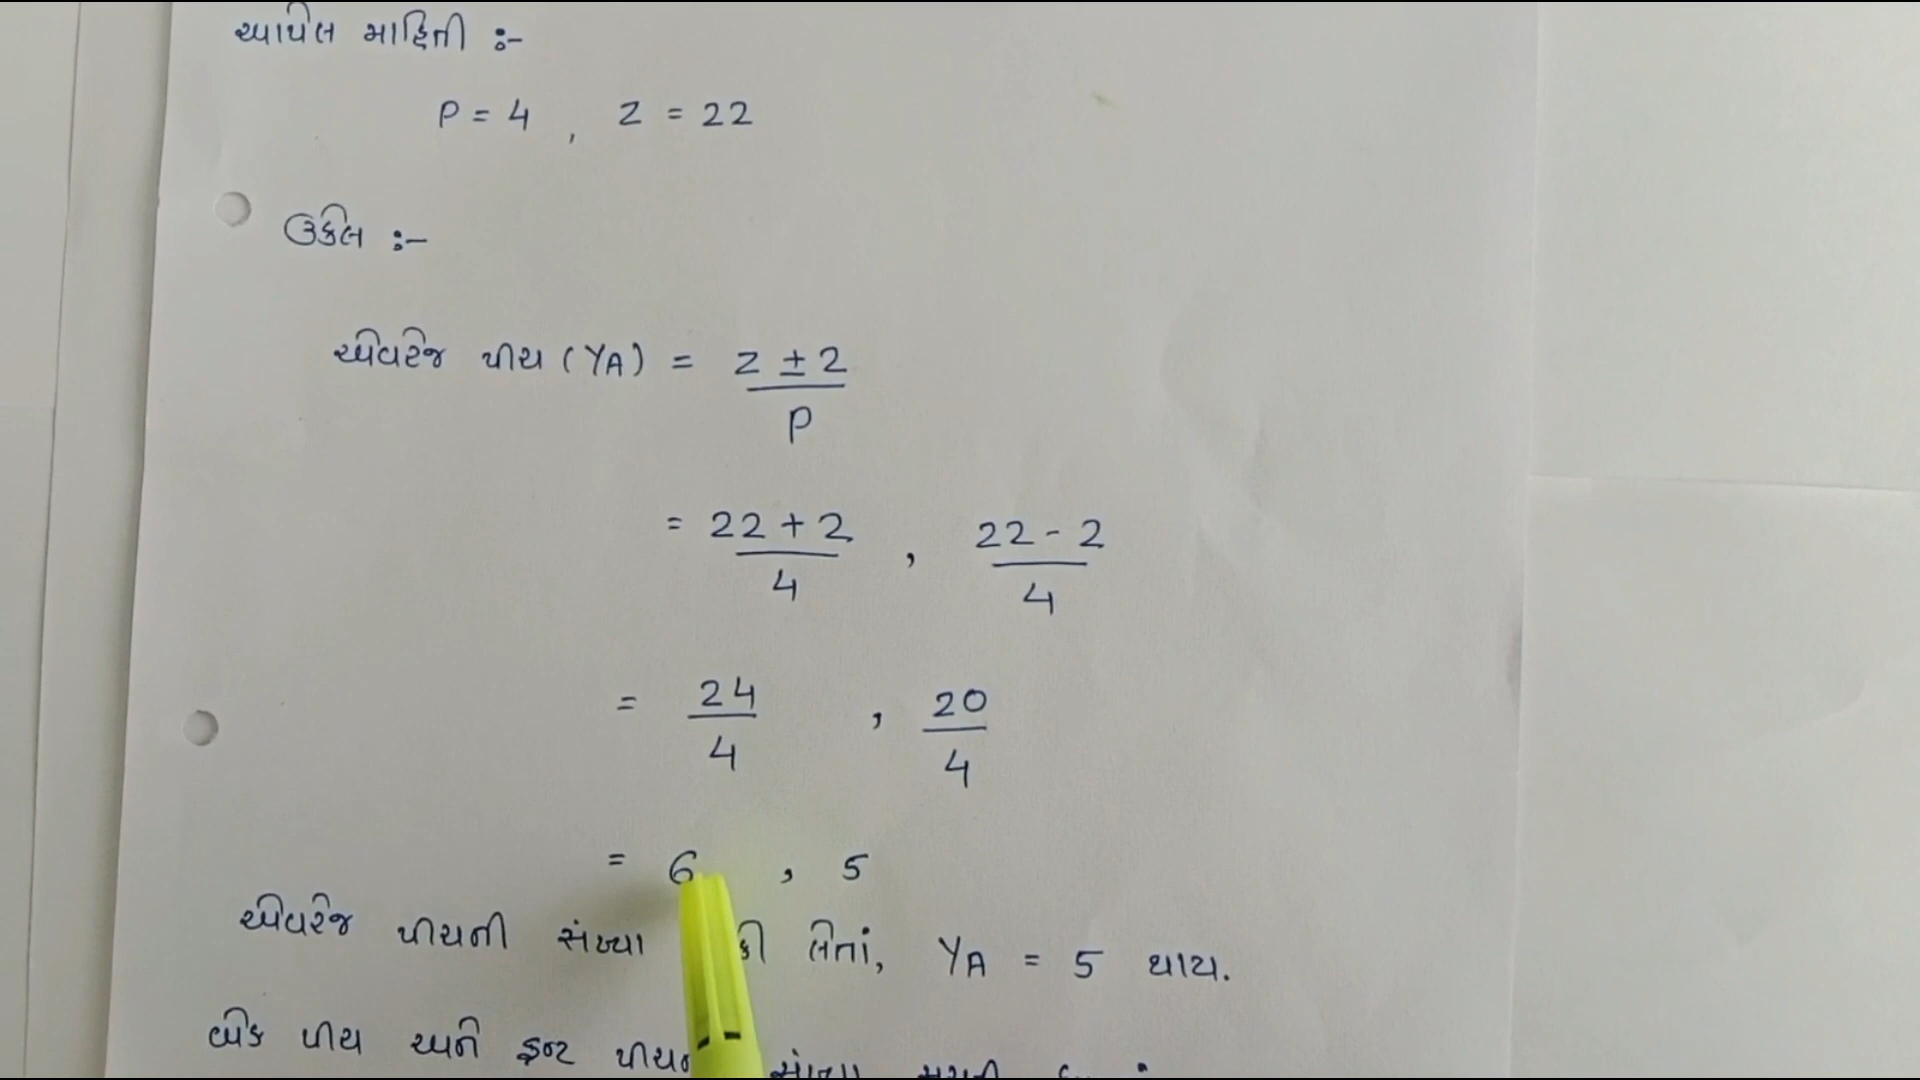 આપેલ માહિતી :-
P = 4 , Z = 22
ઉકેલ :-
એવરેજ પીચ (YA) = Z ± 2
P
= 22 + 2 , 22 - 2
4 4
= 24 , 20
4 4
= 6 , 5
એવરેજ પીચની સંખ્યા લેતાં, YA = 5 થાય.
બેક પીચ અને ફ્રન્ટ